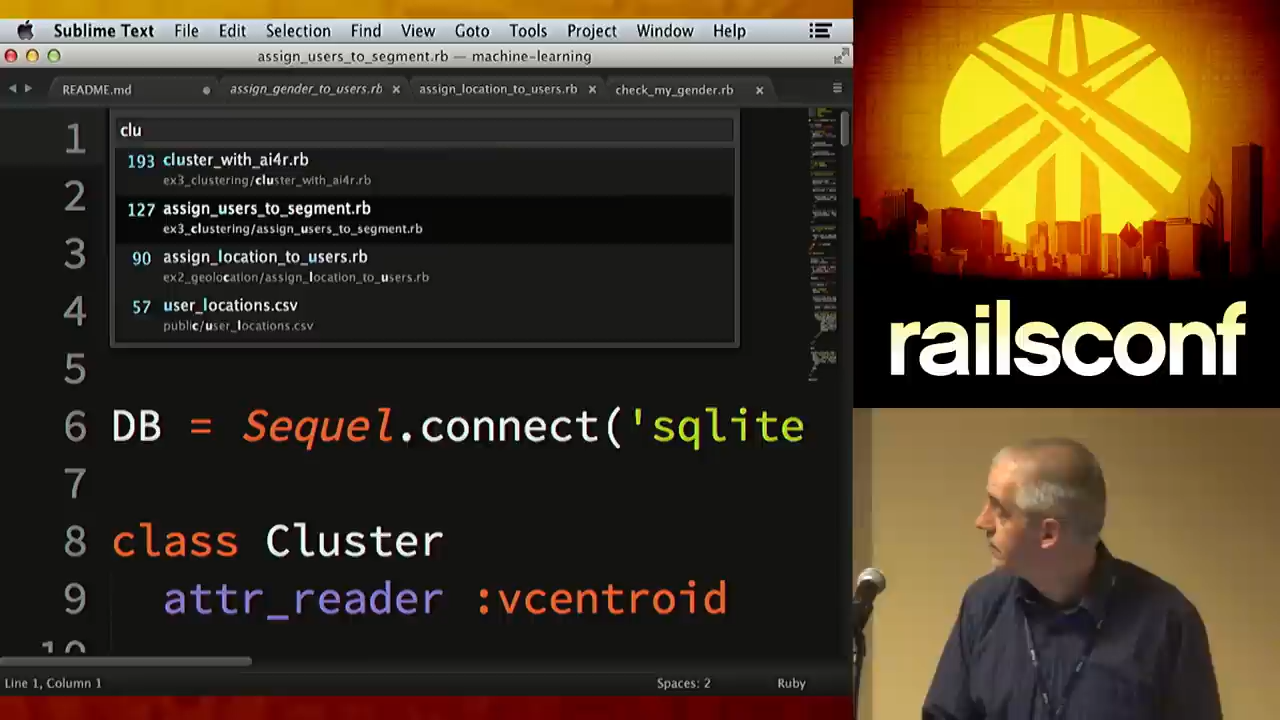 Sublime Text File Edit Selection Find View Goto Tools Project Window Help
assign_users_to_segment.rb — machine-learning
README.md assign_gender_to_users.rb assign_location_to_users.rb check_my_gender.rb
clu
193 cluster_with_ai4r.rb
ex3_clustering/cluster_with_ai4r.rb
127 assign_users_to_segment.rb
ex3_clustering/assign_users_to_segment.rb
90 assign_location_to_users.rb
ex2_geolocation/assign_location_to_users.rb
57 user_locations.csv
public/user_locations.csv
1
2
3
4
5
6 DB = Sequel.connect('sqlite
7
8 class Cluster
9 attr_reader :vcentroid
10
Line 1, Column 1 Spaces: 2 Ruby
railsconf